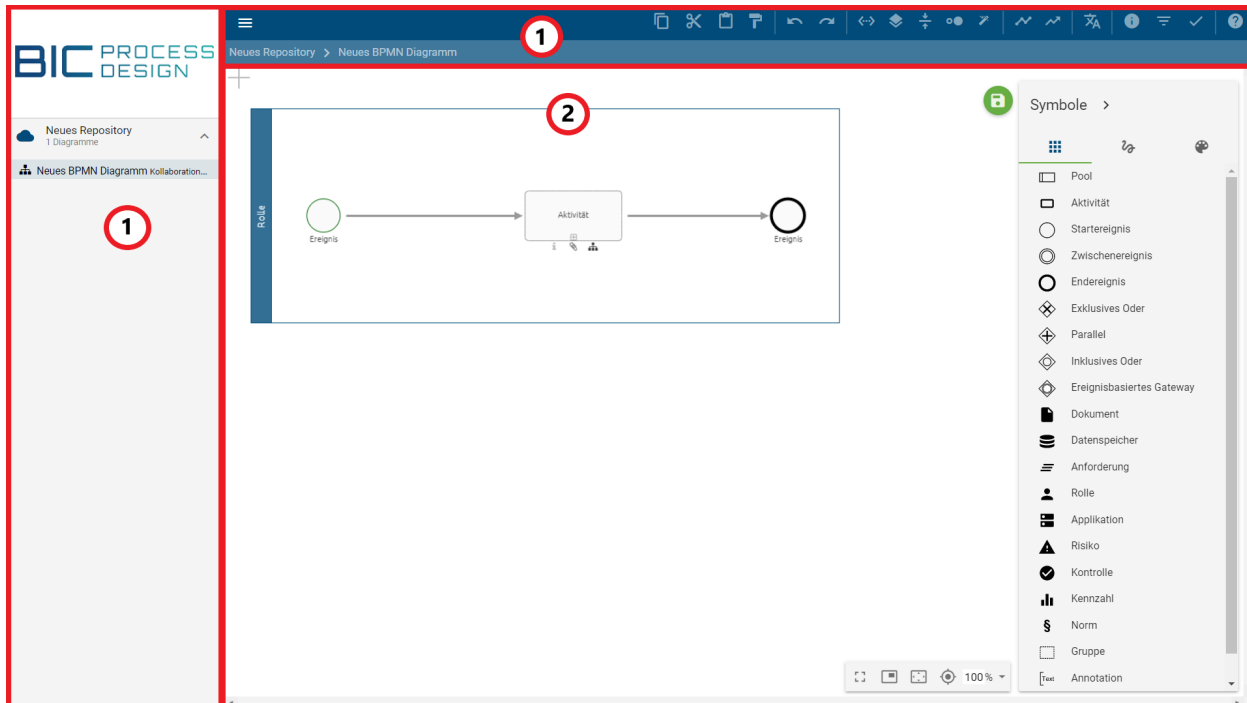 BIC PROCESS
DESIGN
1
Neues Repository > Neues BPMN Diagramm
Neues Repository
1 Diagramme
Neues BPMN Diagramm Kollaboration...
1
2
Rolle
Ereignis
Aktivität
Ereignis
Symbole >
Pool
Aktivität
Startereignis
Zwischenereignis
Endereignis
Exklusives Oder
Parallel
Inklusives Oder
Ereignisbasiertes Gateway
Dokument
Datenspeicher
Anforderung
Rolle
Applikation
Risiko
Kontrolle
Kennzahl
§ Norm
Gruppe
Text Annotation
100 %